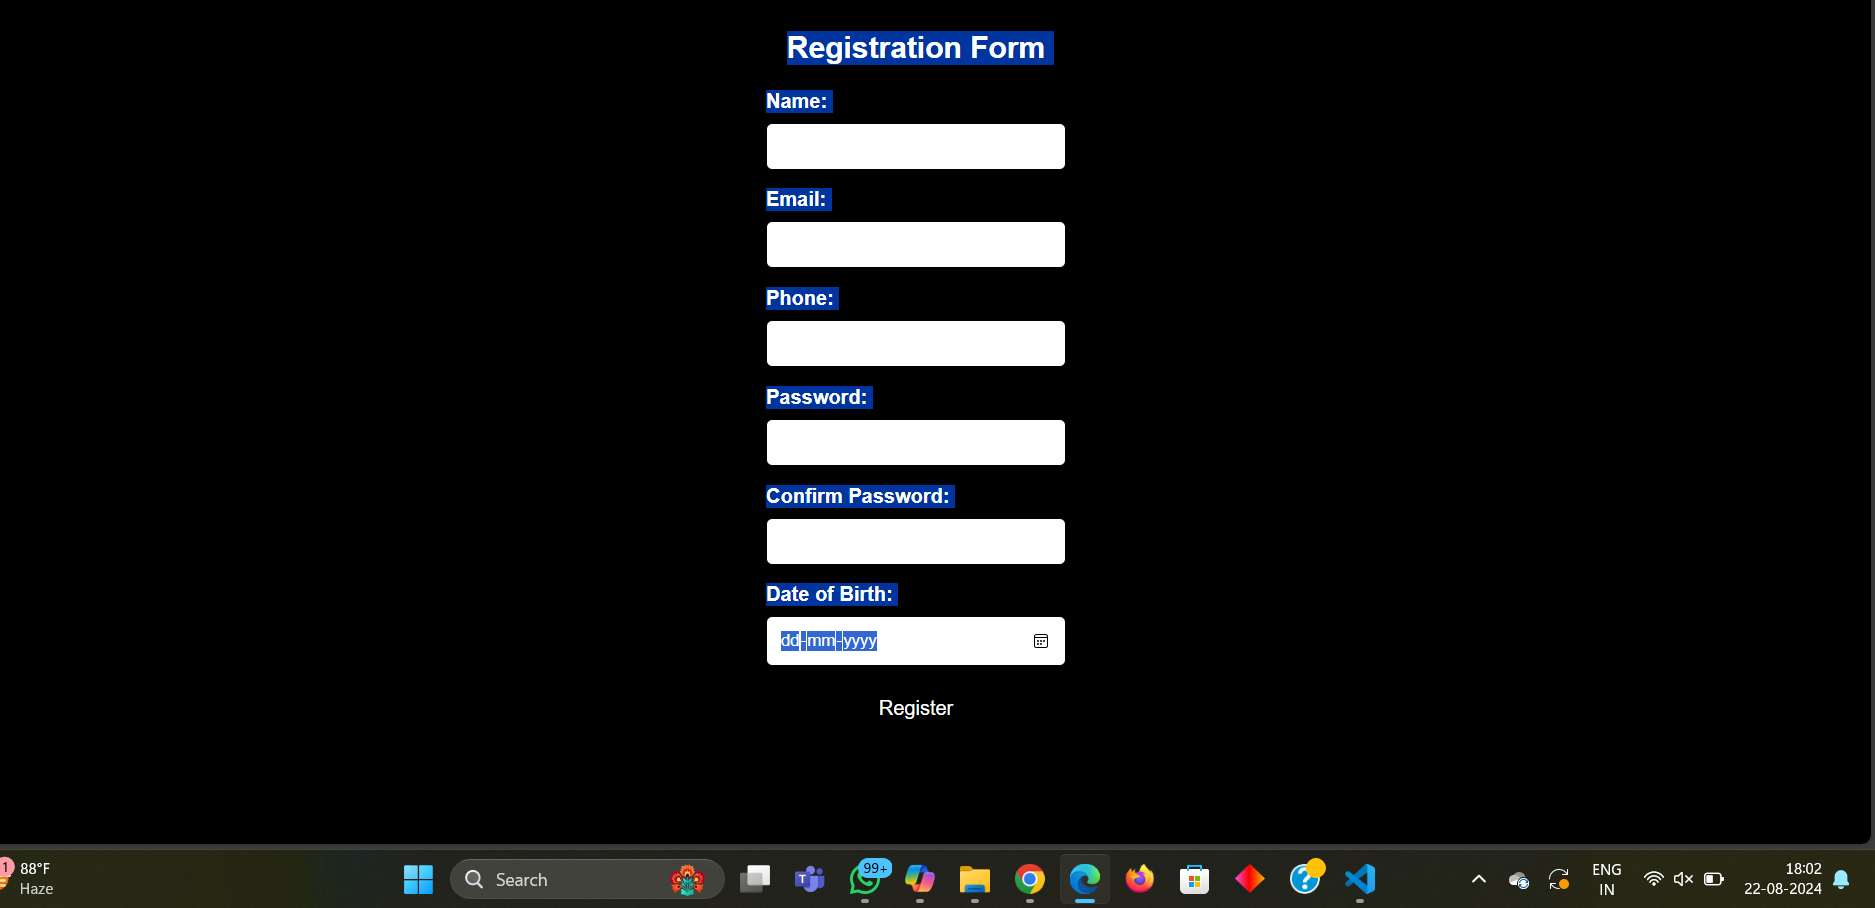 Registration Form
Name:
Email:
Phone:
Password:
Confirm Password:
Date of Birth:
dd-mm-yyyy
Register
1
88°F
Haze
Search
T
99+
ENG
IN
18:02
22-08-2024